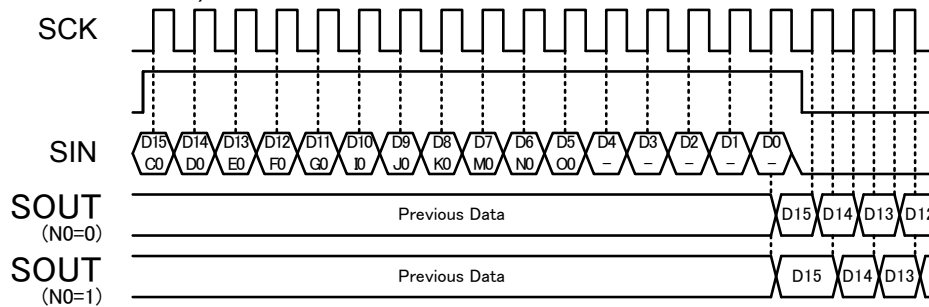 SCK
D15 D14 D13 D12 D11 D10 D9 D8 D7 D6 D5 D4 D3 D2 D1 D0
SIN
C0 D0 E0 F0 G0 I0 J0 K0 M0 N0 O0 - - - - -
SOUT
(N0=0)
Previous Data D15 D14 D13 D12
SOUT
(N0=1)
Previous Data D15 D14 D13